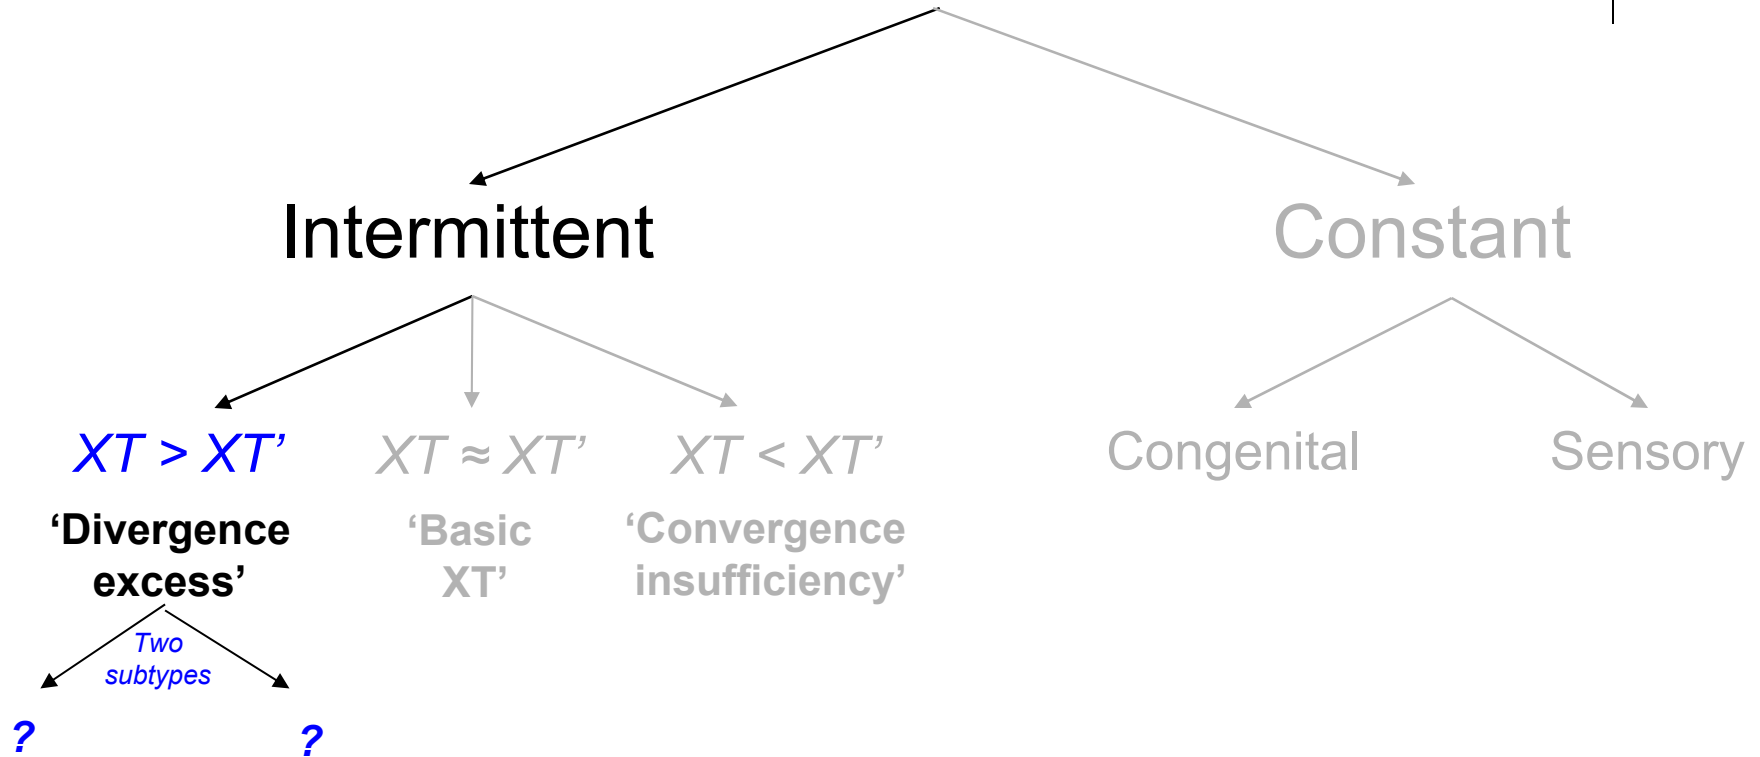 Intermittent
Constant
XT > XT’
XT ≈ XT’
XT < XT’
Congenital
Sensory
‘Divergence
excess’
‘Basic
XT’
‘Convergence
insufficiency’
Two
subtypes
?
?